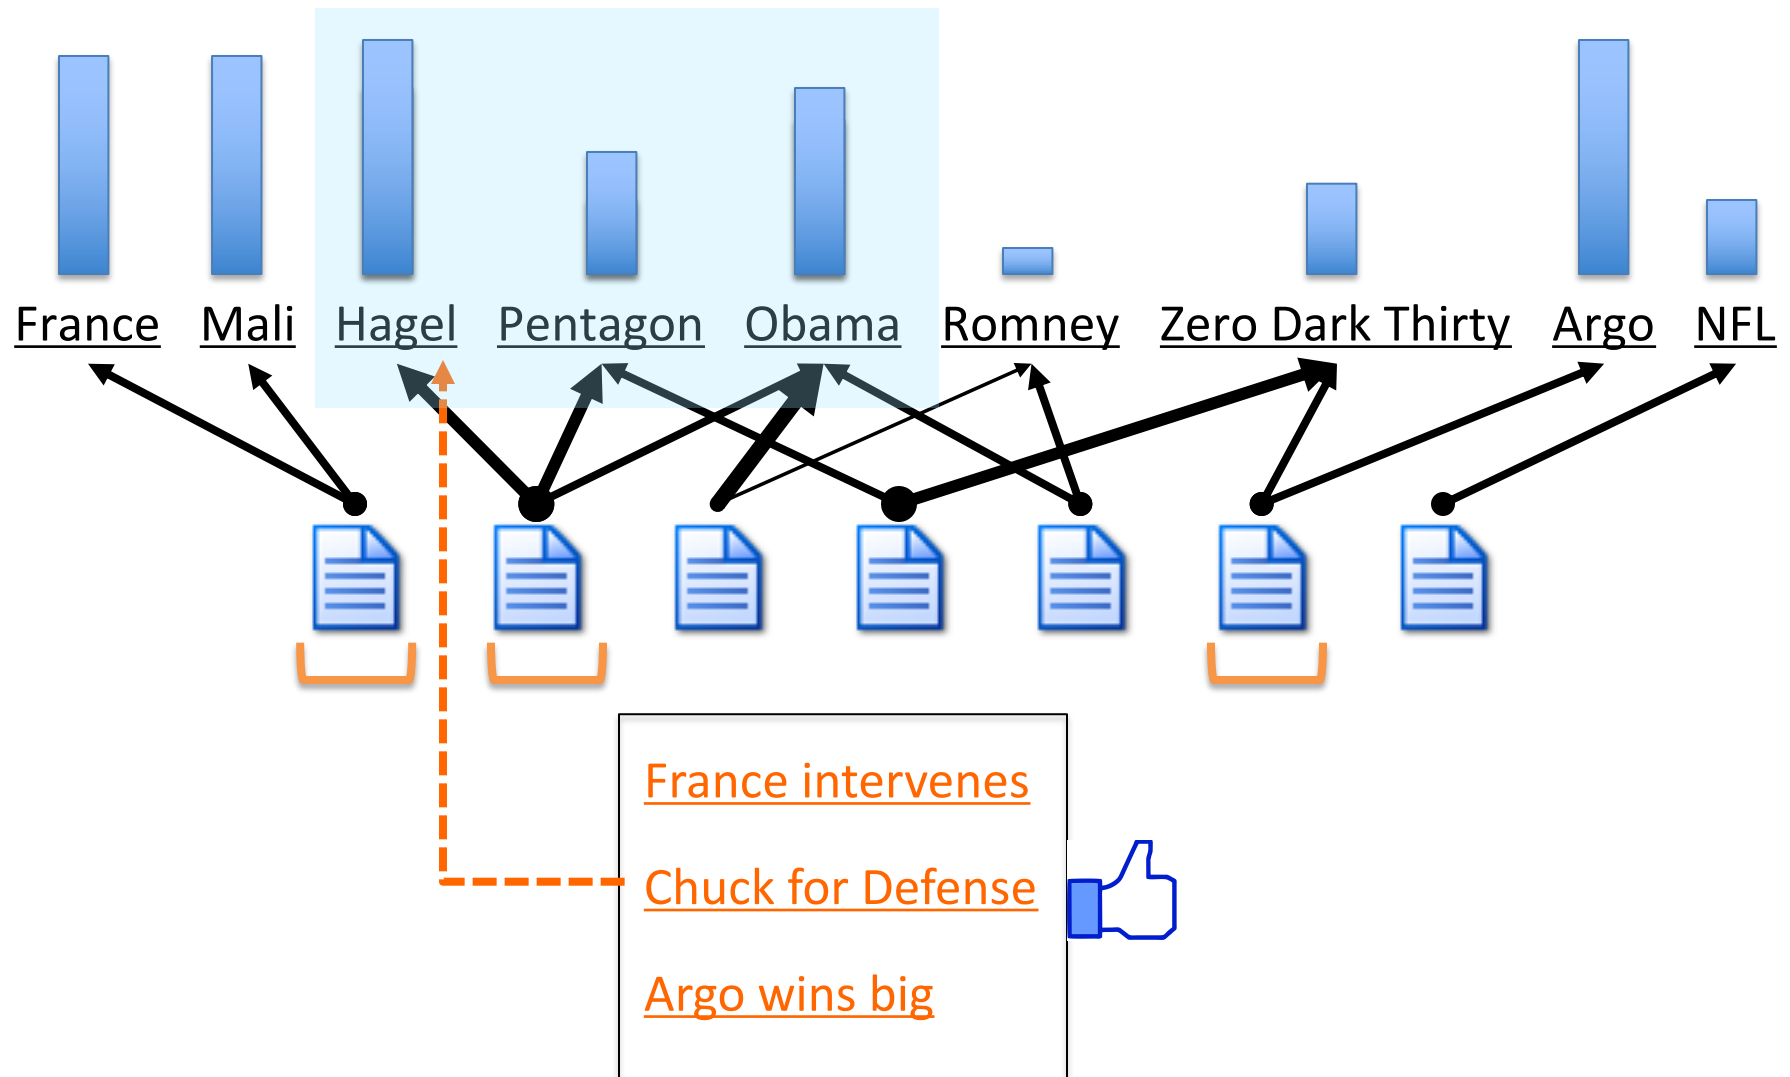 France Mali Hagel Pentagon Obama Romney Zero Dark Thirty Argo NFL
France intervenes
Chuck for Defense
Argo wins big